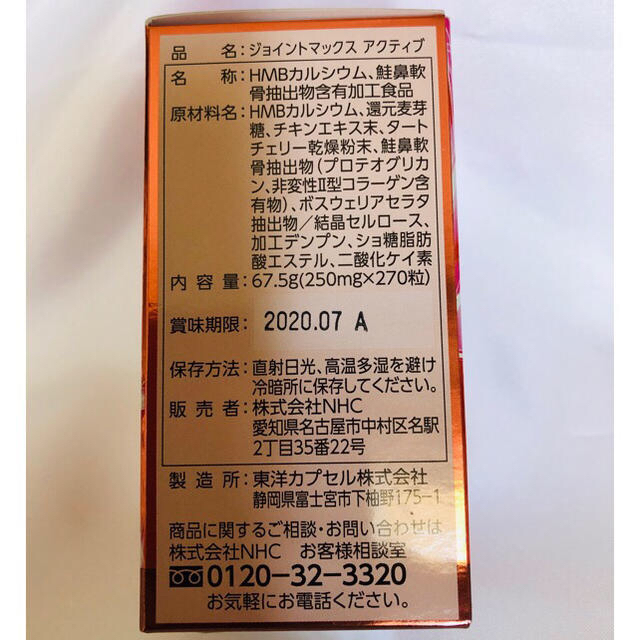 品名:ジョイントマックス アクティブ
名称:HMBカルシウム、鮭鼻軟
骨抽出物含有加工食品
原材料名:HMBカルシウム、還元麦芽
糖、チキンエキス末、タート
チェリー乾燥粉末、鮭鼻軟
骨抽出物(プロテオグリカ
ン、非変性Ⅱ型コラーゲン含
有物)、ボスウェリアセラタ
抽出物/結晶セルロース、
加工デンプン、ショ糖脂肪
酸エステル、二酸化ケイ素
内容量:67.5g(250mg×270粒)
賞味期限:2020.07 A
保存方法:直射日光、高温多湿を避け
冷暗所に保存してください。
販売者:株式会社NHC
愛知県名古屋市中村区名駅
2丁目35番22号
製造所:東洋カプセル株式会社
静岡県富士宮市下柚野175-1
商品に関するご相談・お問い合わせは
株式会社NHC お客様相談室
0120-32-3320
お気軽にお電話ください。